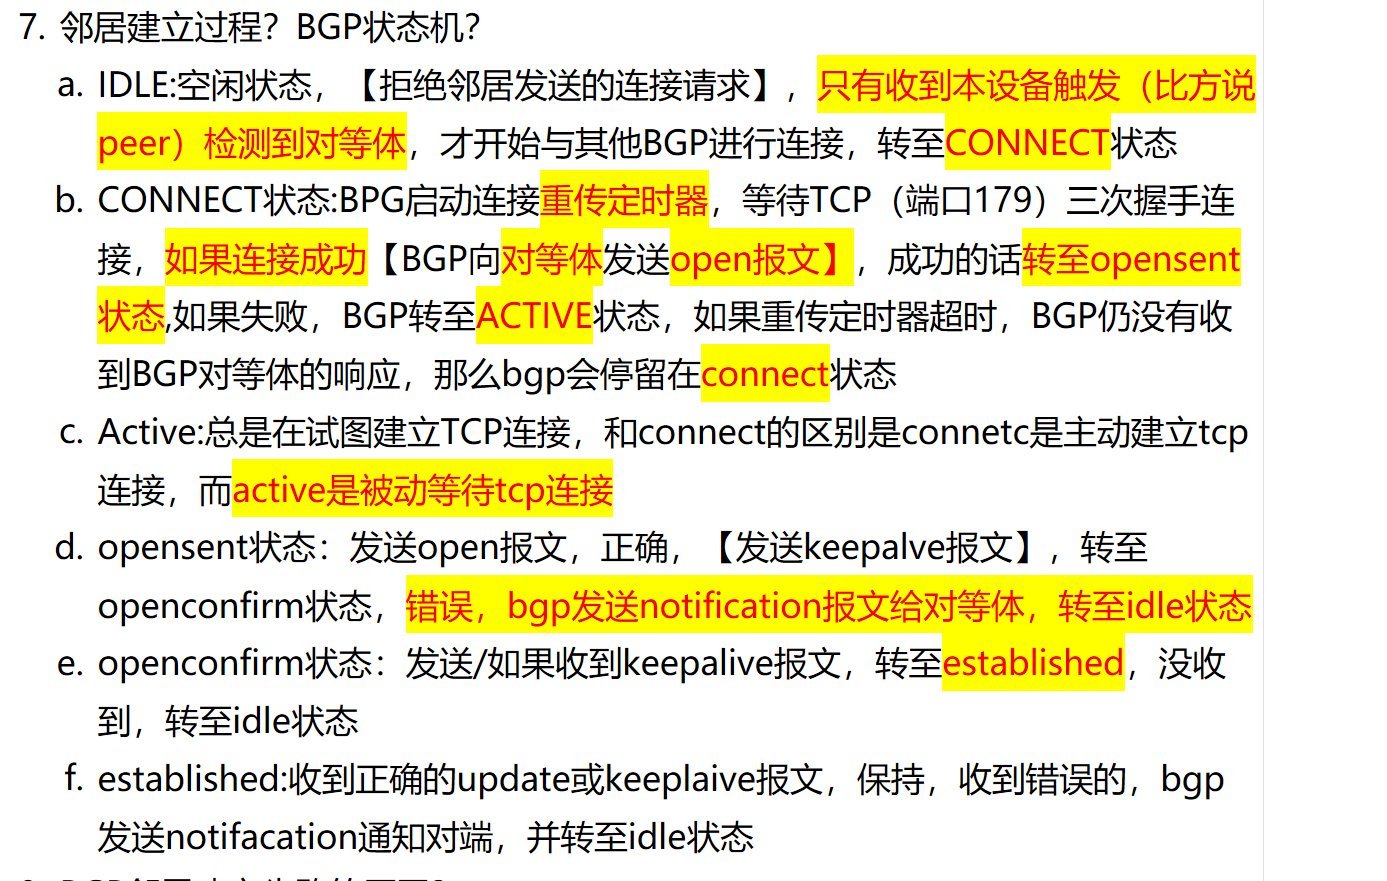 7. 邻居建立过程？BGP状态机？
a. IDLE:空闲状态，【拒绝邻居发送的连接请求】，只有收到本设备触发（比方说
peer）检测到对等体，才开始与其他BGP进行连接，转至CONNECT状态
b. CONNECT状态:BPG启动连接重传定时器，等待TCP（端口179）三次握手连
接，如果连接成功【BGP向对等体发送open报文】，成功的话转至opensent
状态,如果失败，BGP转至ACTIVE状态，如果重传定时器超时，BGP仍没有收
到BGP对等体的响应，那么bgp会停留在connect状态
c. Active:总是在试图建立TCP连接，和connect的区别是connetc是主动建立tcp
连接，而active是被动等待tcp连接
d. opensent状态：发送open报文，正确，【发送keepalve报文】，转至
openconfirm状态，错误，bgp发送notification报文给对等体，转至idle状态
e. openconfirm状态：发送/如果收到keepalive报文，转至established，没收
到，转至idle状态
f. established:收到正确的update或keeplaive报文，保持，收到错误的，bgp
发送notifacation通知对端，并转至idle状态